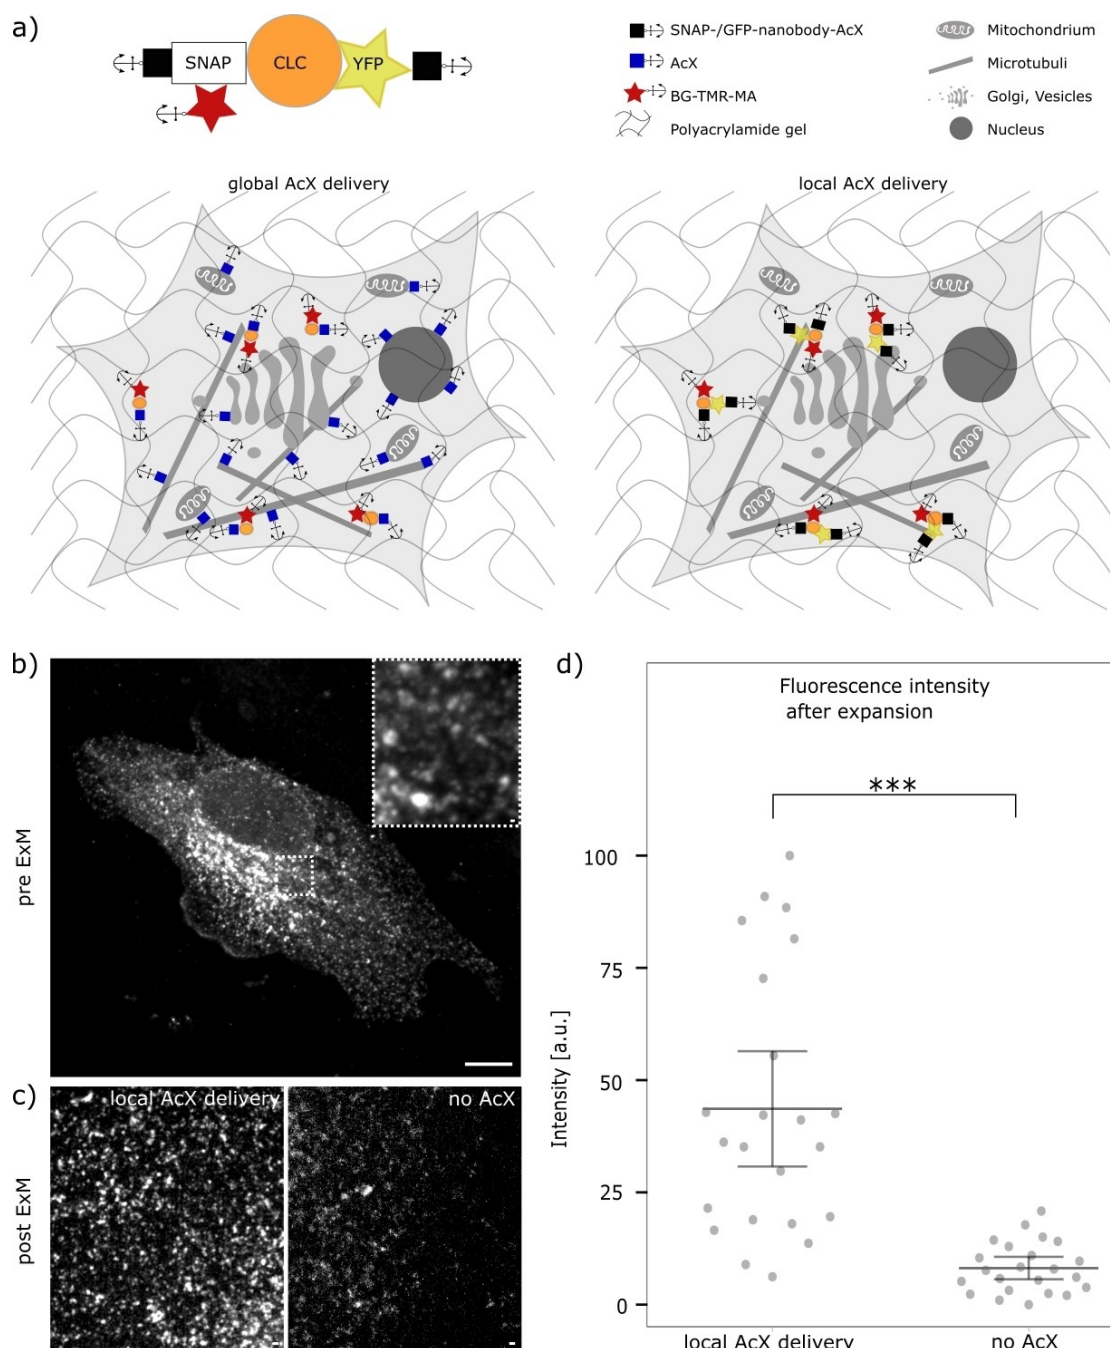 a)
SNAP
CLC
YFP
SNAP-/GFP-nanobody-AcX
AcX
BG-TMR-MA
Polyacrylamide gel
Mitochondrium
Microtubuli
Golgi, Vesicles
Nucleus
global AcX delivery
local AcX delivery
b)
pre ExM
c)
local AcX delivery
no AcX
post ExM
d)
Fluorescence intensity
after expansion
***
Intensity [a.u.]
100
75
50
25
0
local AcX delivery
no AcX